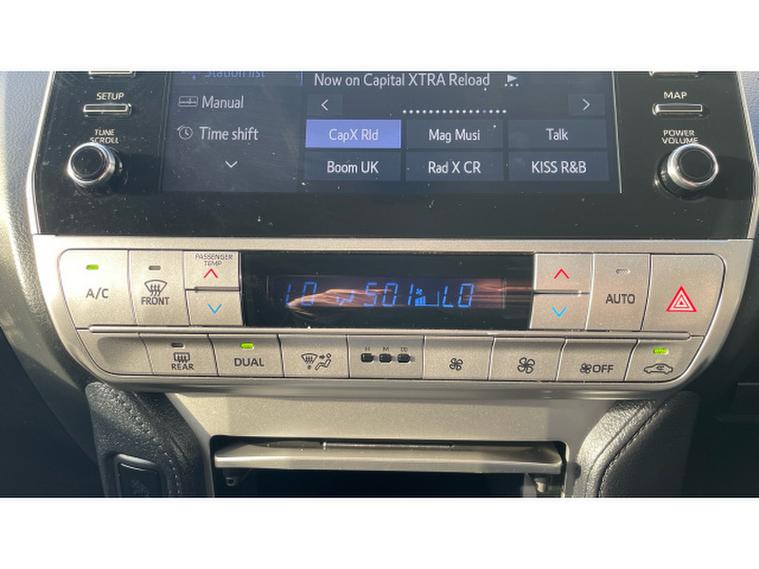 Station list
Now on Capital XTRA Reload
SETUP
Manual
MAP
TUNE
SCROLL
Time shift
CapX Rld
Mag Musi
Talk
POWER
VOLUME
Boom UK
Rad X CR
KISS R&B
PASSENGER
TEMP
A/C
FRONT
LO
LO
AUTO
REAR
DUAL
H M
OFF